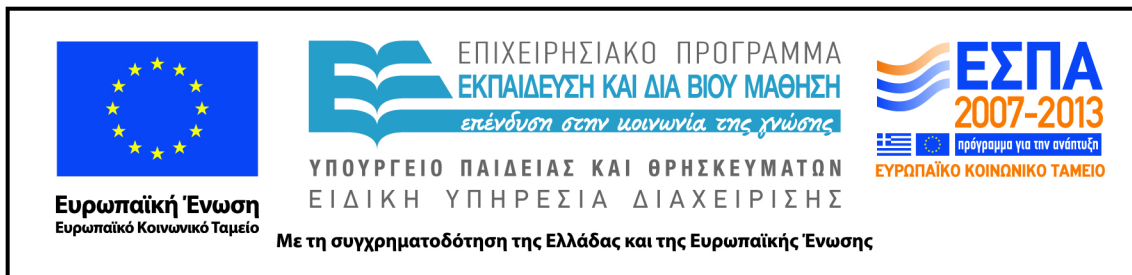 Ευρωπαϊκή Ένωση
Ευρωπαϊκό Κοινωνικό Ταμείο
ΕΠΙΧΕΙΡΗΣΙΑΚΟ ΠΡΟΓΡΑΜΜΑ
ΕΚΠΑΙΔΕΥΣΗ ΚΑΙ ΔΙΑ ΒΙΟΥ ΜΑΘΗΣΗ
επένδυση στην κοινωνία της γνώσης
ΥΠΟΥΡΓΕΙΟ ΠΑΙΔΕΙΑΣ ΚΑΙ ΘΡΗΣΚΕΥΜΑΤΩΝ
ΕΙΔΙΚΗ ΥΠΗΡΕΣΙΑ ΔΙΑΧΕΙΡΙΣΗΣ
Με τη συγχρηματοδότηση της Ελλάδας και της Ευρωπαϊκής Ένωσης
ΕΣΠΑ
2007-2013
πρόγραμμα για την ανάπτυξη
ΕΥΡΩΠΑΪΚΟ ΚΟΙΝΩΝΙΚΟ ΤΑΜΕΙΟ